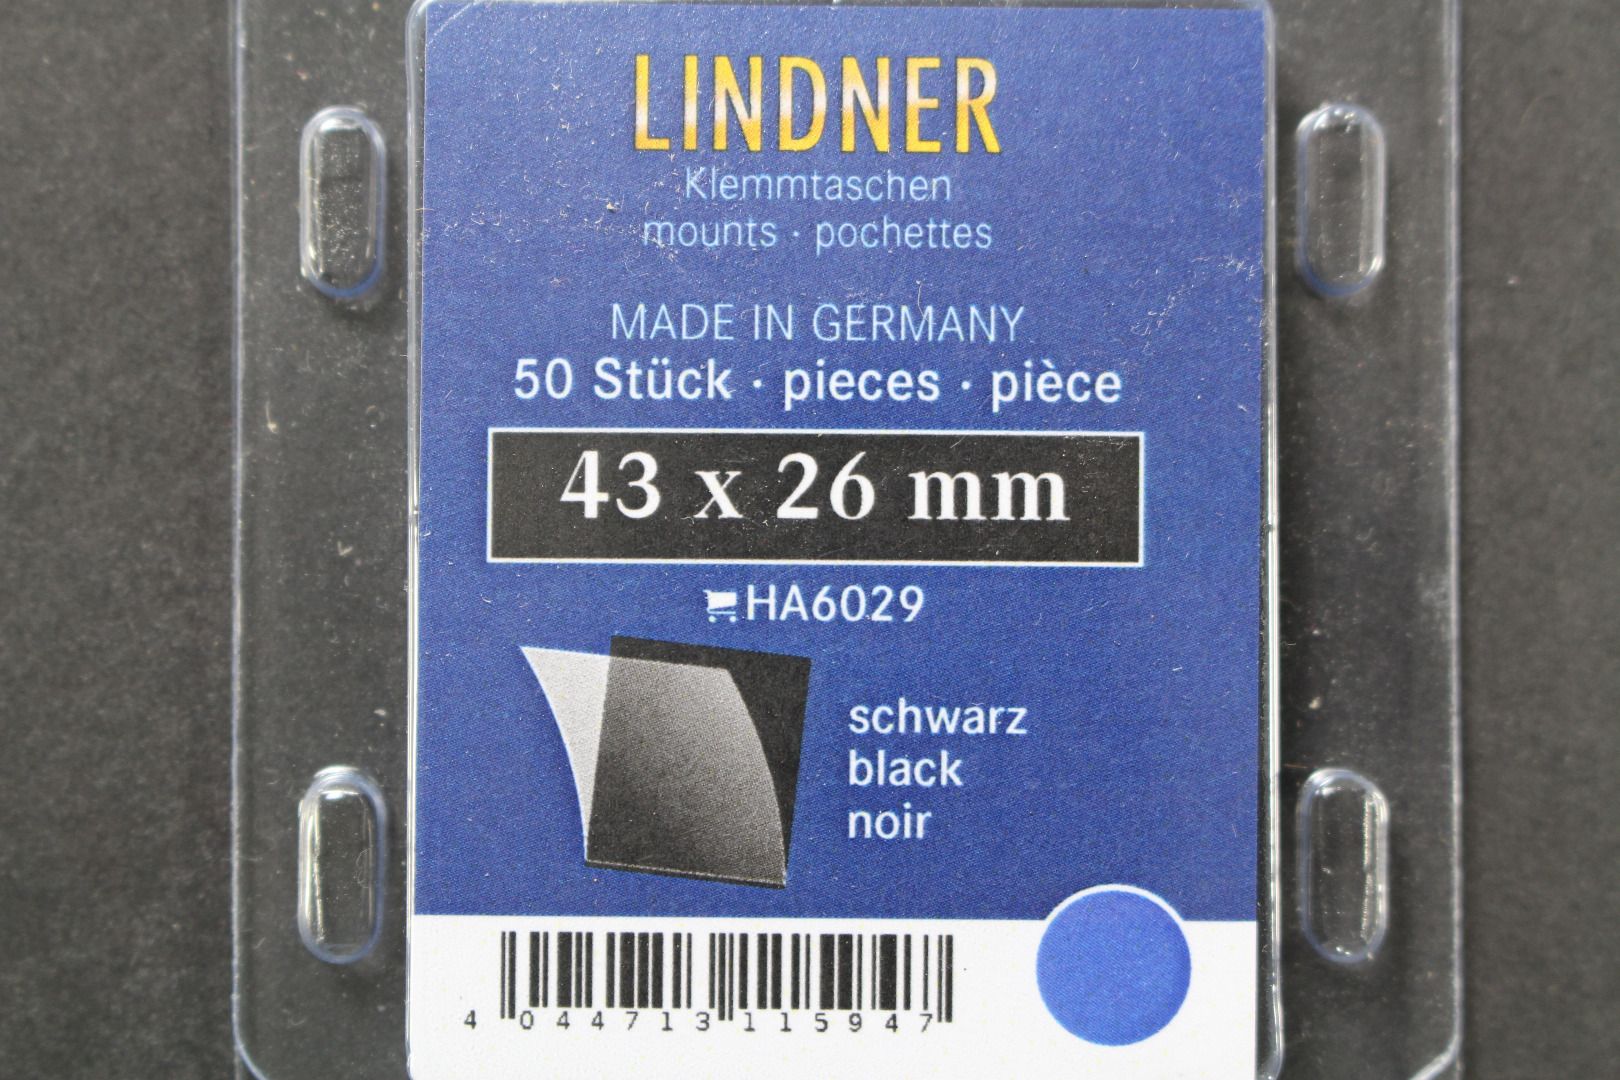 LINDNER
Klemmtaschen
mounts · pochettes
MADE IN GERMANY
50 Stück · pieces · pièce
43 x 26 mm
HA6029
schwarz
black
noir
4 044713 115947